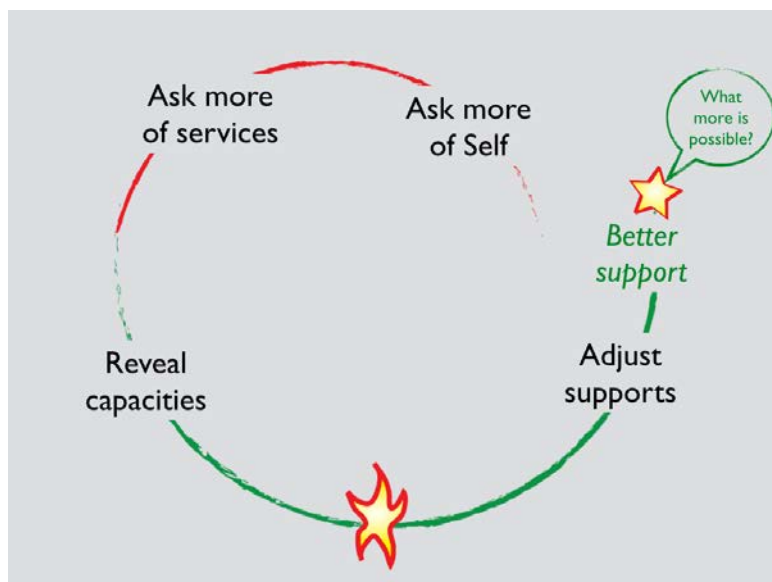 Ask more
of services
Ask more
of Self
What
more is
possible?
Better
support
Reveal
capacities
Adjust
supports